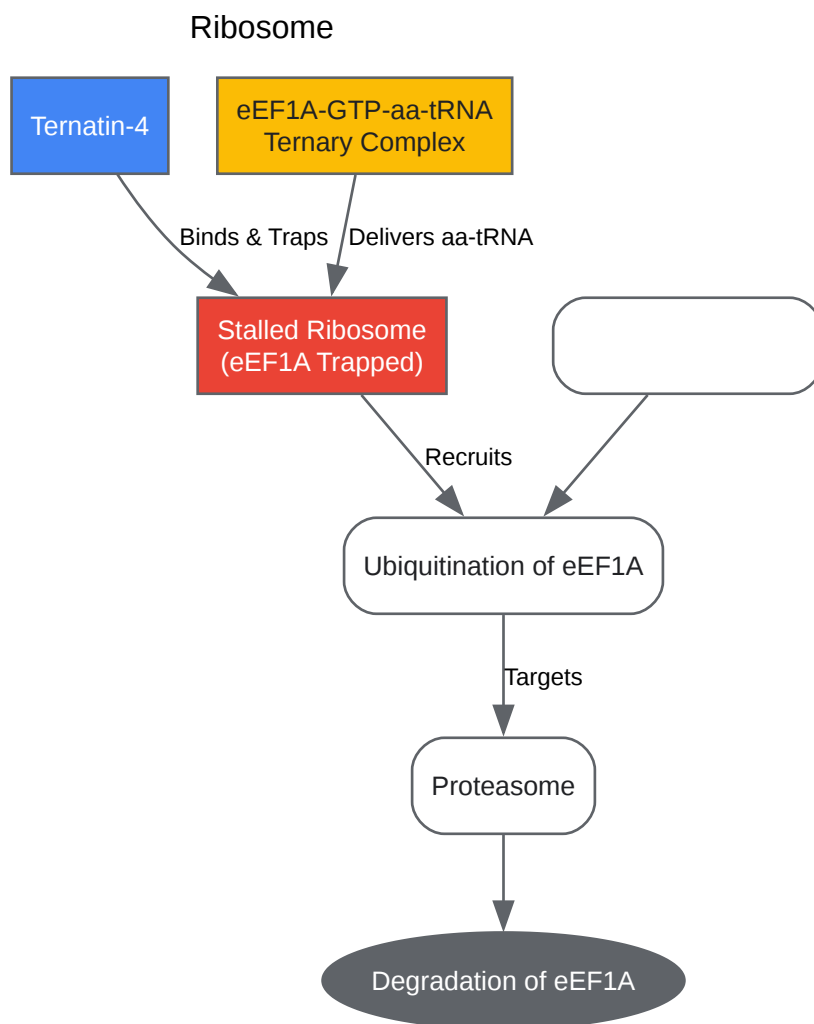 Ribosome
Ternatin-4
eEF1A-GTP-aa-tRNA
Ternary Complex
Binds & Traps
Delivers aa-tRNA
Stalled Ribosome
(eEF1A Trapped)
Recruits
Ubiquitination of eEF1A
Targets
Proteasome
Degradation of eEF1A